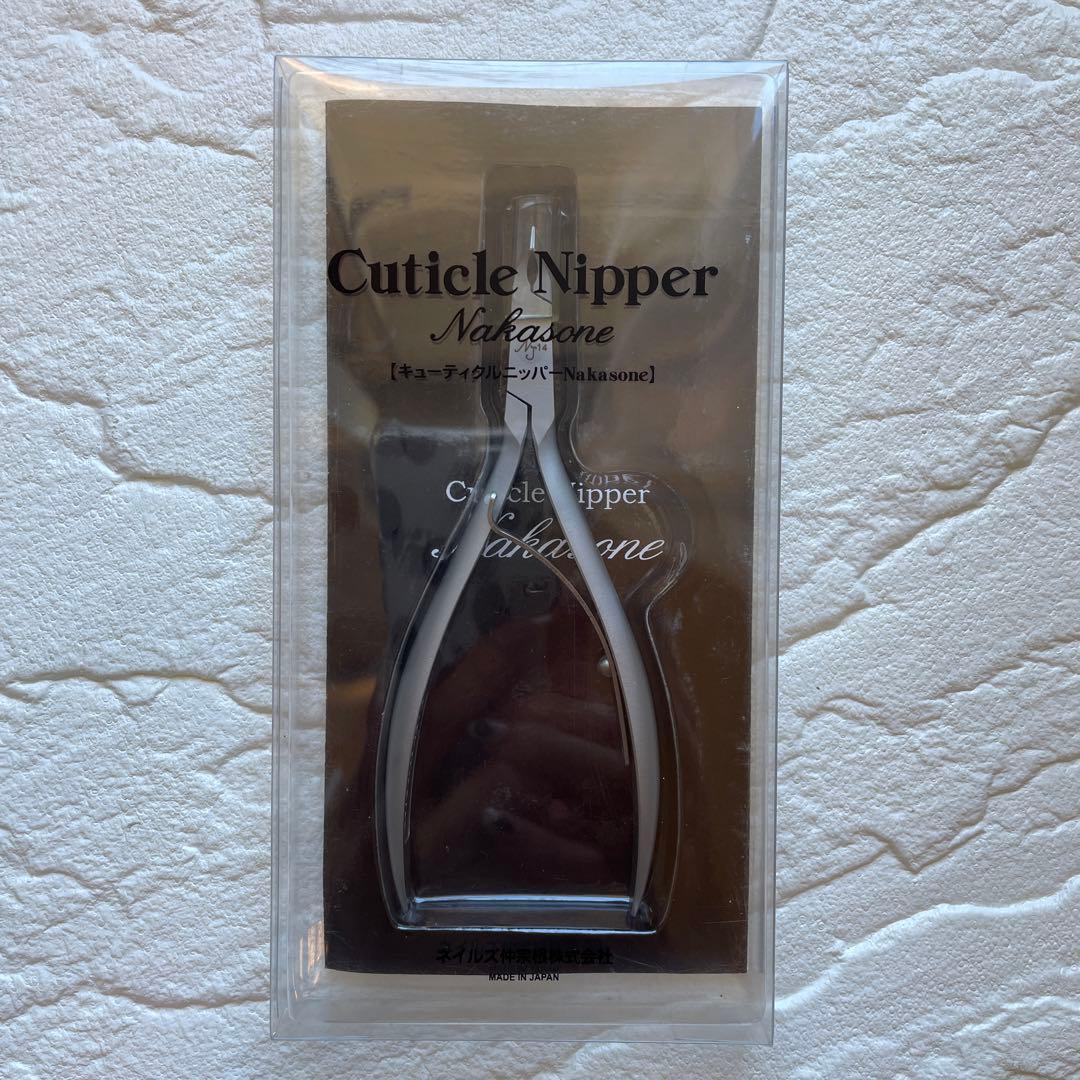 Cuticle Nipper
Nakasone
N-14
【キューティクルニッパーNakasone】
Cuticle Nipper
Nakasone
ネイルズ仲宗根株式会社
MADE IN JAPAN